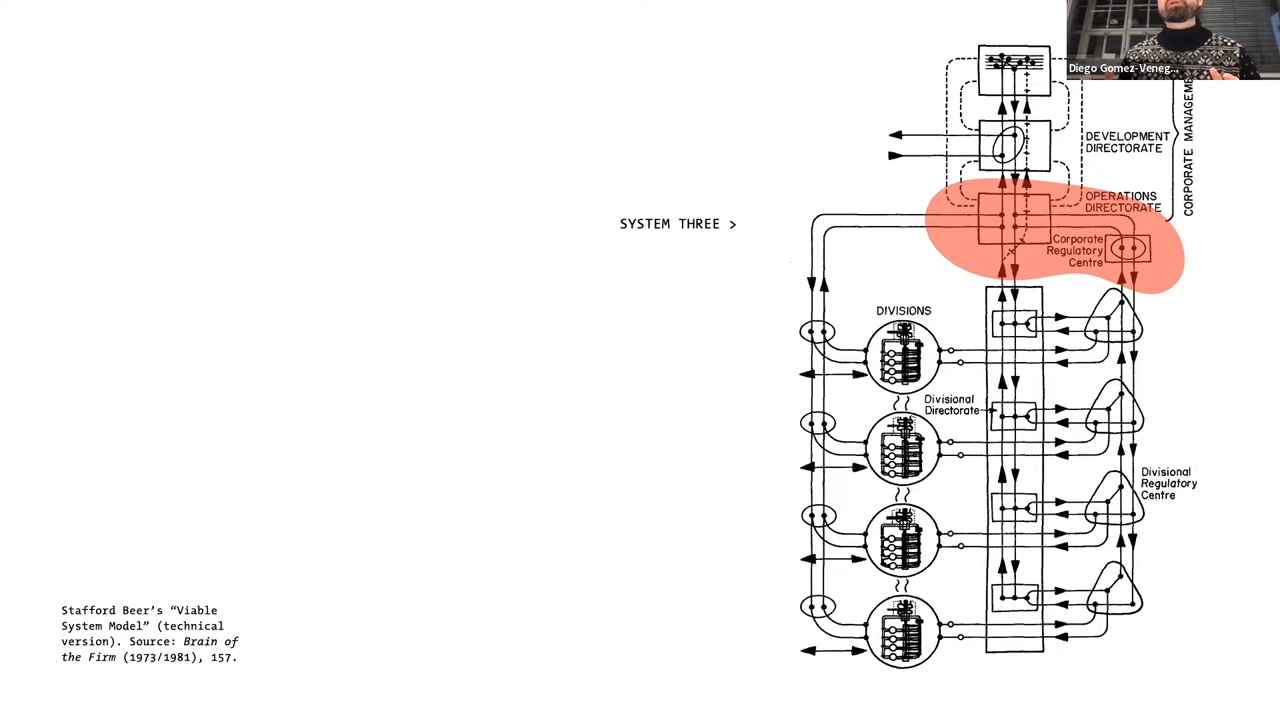 Diego Gomez-Veneg...
DEVELOPMENT
DIRECTORATE
CORPORATE MANAGEME
OPERATIONS
DIRECTORATE
SYSTEM THREE >
Corporate
Regulatory
Centre
DIVISIONS
Divisional
Directorate
Divisional
Regulatory
Centre
Stafford Beer’s “Viable
System Model” (technical
version). Source: Brain of
the Firm (1973/1981), 157.